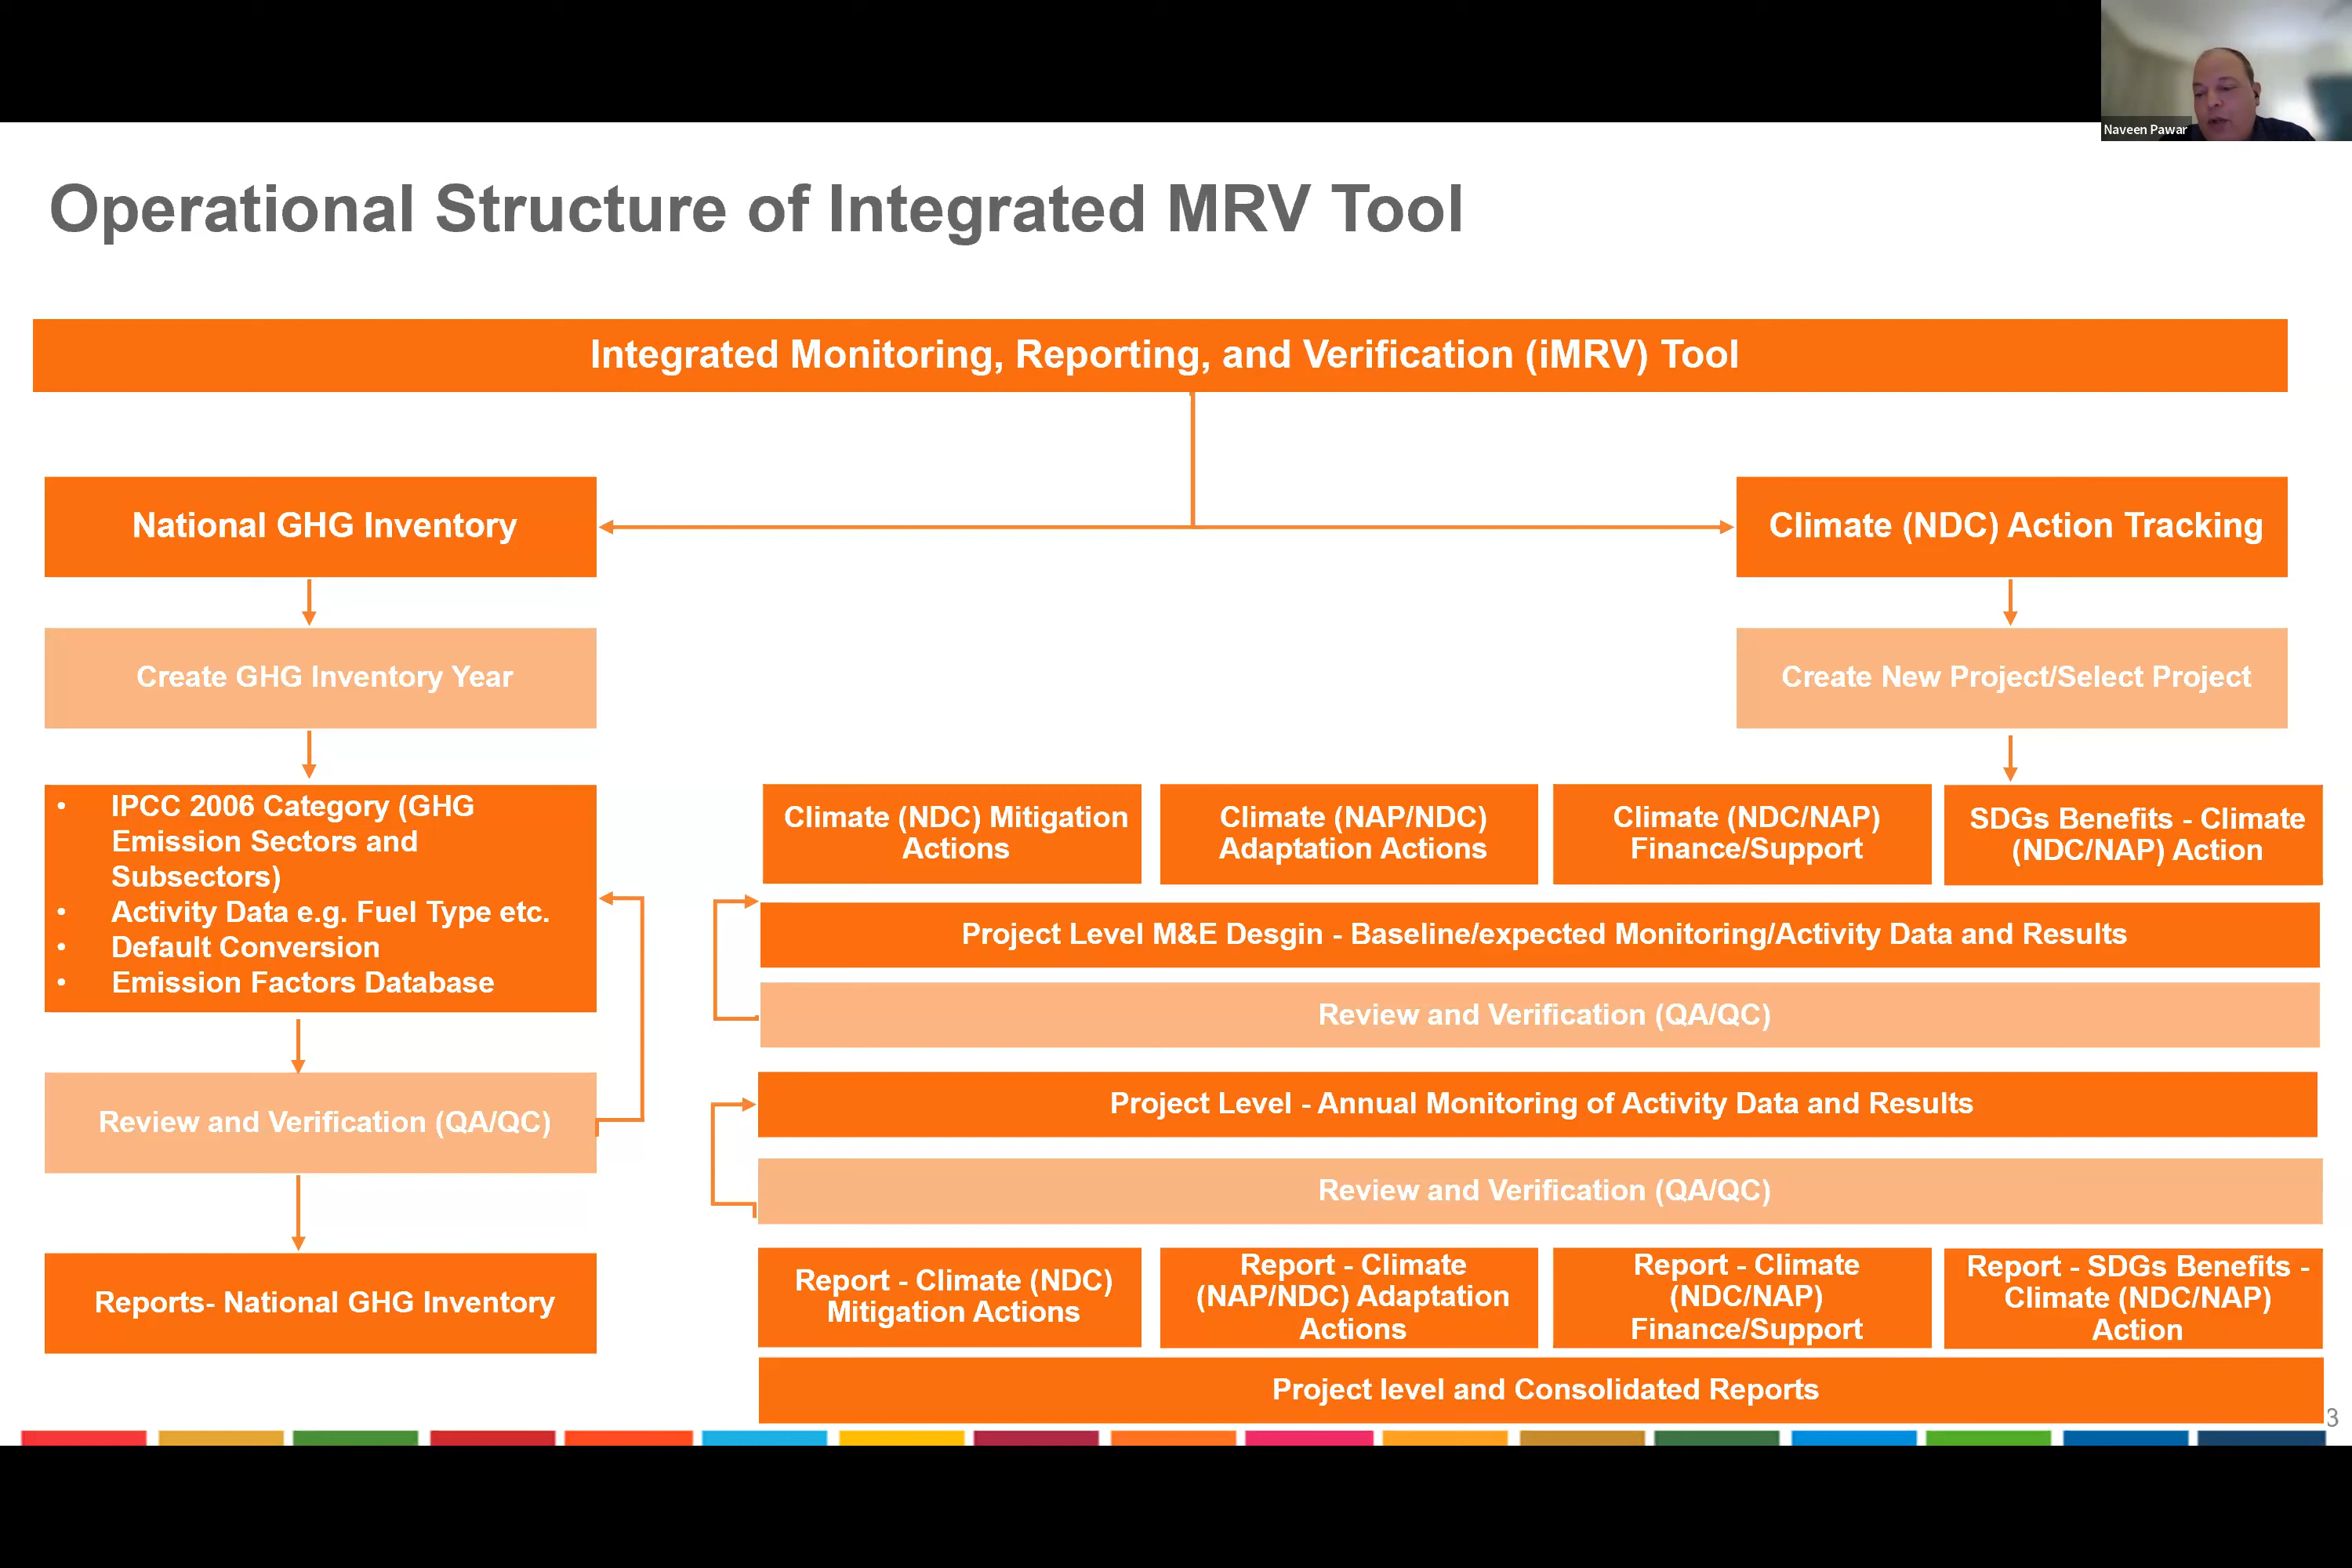 Naveen Pawar
Operational Structure of Integrated MRV Tool
Integrated Monitoring, Reporting, and Verification (iMRV) Tool
National GHG Inventory
Climate (NDC) Action Tracking
Create GHG Inventory Year
Create New Project/Select Project
• IPCC 2006 Category (GHG
Emission Sectors and
Subsectors)
• Activity Data e.g. Fuel Type etc.
• Default Conversion
• Emission Factors Database
Review and Verification (QA/QC)
Reports- National GHG Inventory
Climate (NDC) Mitigation
Actions
Climate (NAP/NDC)
Adaptation Actions
Climate (NDC/NAP)
Finance/Support
SDGs Benefits - Climate
(NDC/NAP) Action
Project Level M&E Desgin - Baseline/expected Monitoring/Activity Data and Results
Review and Verification (QA/QC)
Project Level - Annual Monitoring of Activity Data and Results
Review and Verification (QA/QC)
Report - Climate (NDC)
Mitigation Actions
Report - Climate
(NAP/NDC) Adaptation
Actions
Report - Climate
(NDC/NAP)
Finance/Support
Report - SDGs Benefits -
Climate (NDC/NAP)
Action
Project level and Consolidated Reports
3